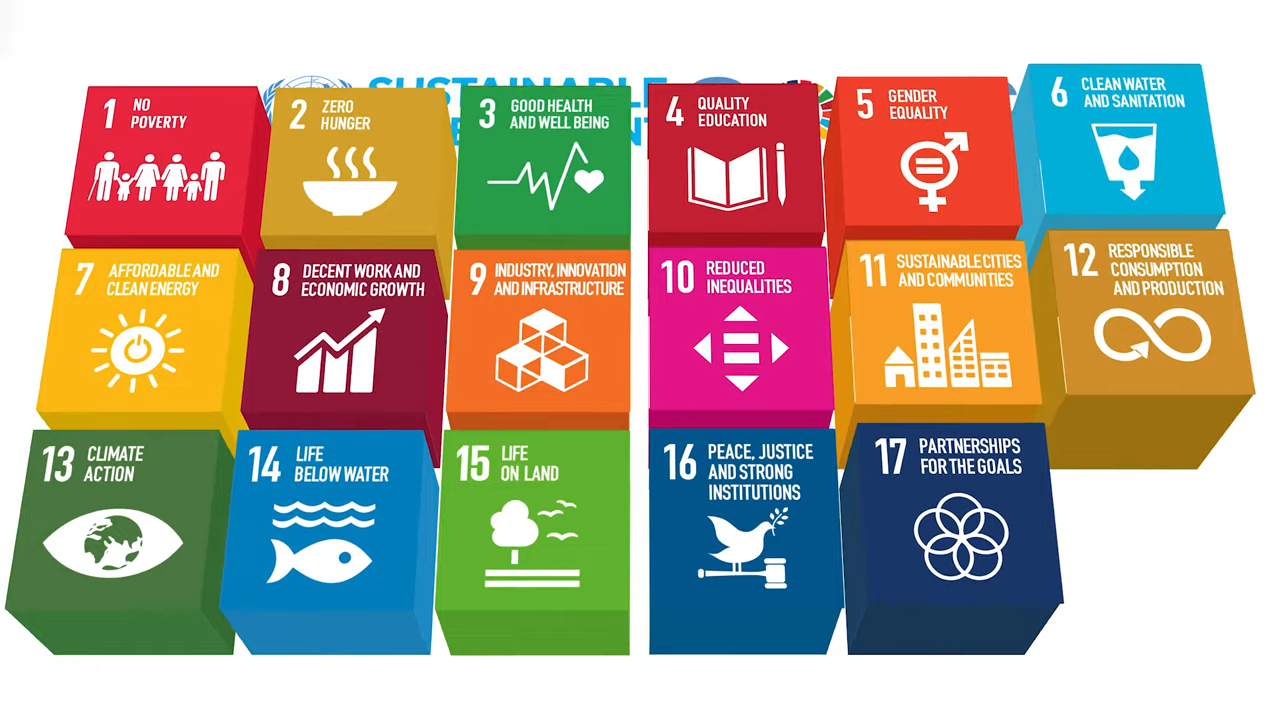 SUSTAINABLE
1 NO
POVERTY
2 ZERO
HUNGER
3 GOOD HEALTH
AND WELL BEING
4 QUALITY
EDUCATION
5 GENDER
EQUALITY
6 CLEAN WATER
AND SANITATION
7 AFFORDABLE AND
CLEAN ENERGY
8 DECENT WORK AND
ECONOMIC GROWTH
9 INDUSTRY, INNOVATION
AND INFRASTRUCTURE
10 REDUCED
INEQUALITIES
11 SUSTAINABLE CITIES
AND COMMUNITIES
12 RESPONSIBLE
CONSUMPTION
AND PRODUCTION
13 CLIMATE
ACTION
14 LIFE
BELOW WATER
15 LIFE
ON LAND
16 PEACE, JUSTICE
AND STRONG
INSTITUTIONS
17 PARTNERSHIPS
FOR THE GOALS